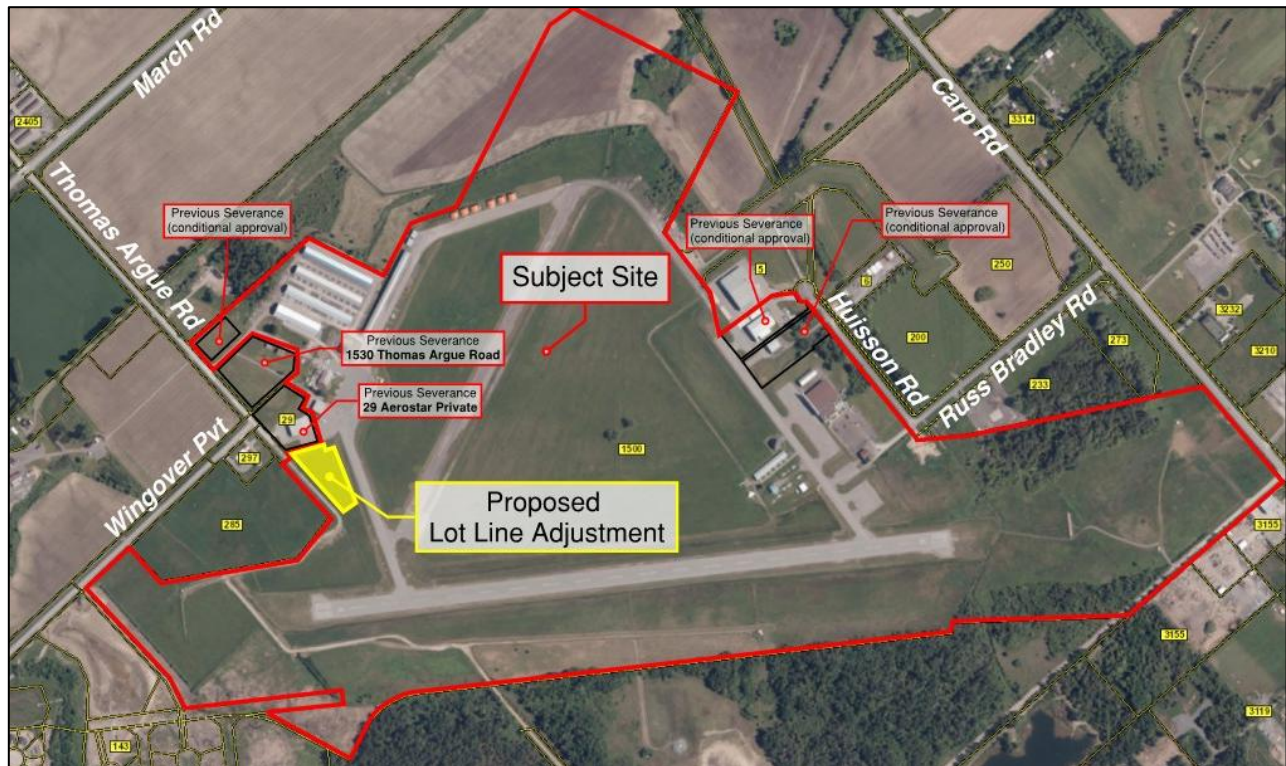 March Rd
2405
Thomas Argue Rd
Previous Severance
(conditional approval)
Carp Rd
3314
Previous Severance
(conditional approval)
Previous Severance
(conditional approval)
Subject Site
5
6
250
Huisson Rd
200
Russ Bradley Rd
273
233
3232
3210
Previous Severance
1530 Thomas Argue Road
Previous Severance
29 Aerostar Private
29
297
1500
Wingover Pvt
285
Proposed
Lot Line Adjustment
3155
3155
3119
143